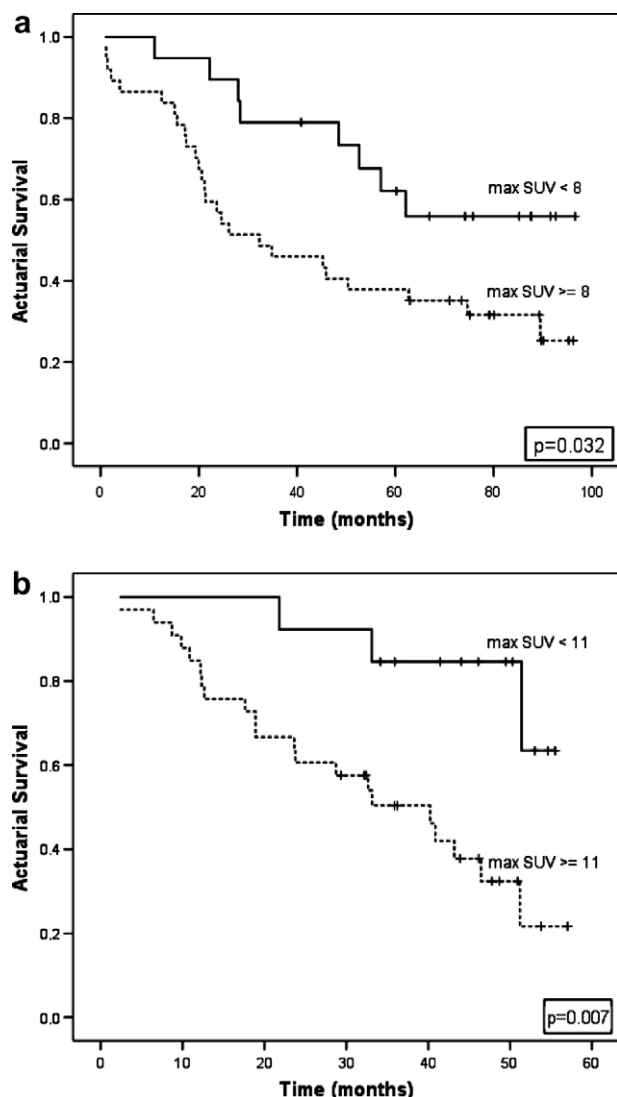 a
1.0
0.8
0.6
0.4
0.2
0.0
Actuarial Survival
max SUV < 8
max SUV >= 8
p=0.032
0 20 40 60 80 100
Time (months)
b
1.0
0.8
0.6
0.4
0.2
0.0
Actuarial Survival
max SUV < 11
max SUV >= 11
p=0.007
0 10 20 30 40 50 60
Time (months)